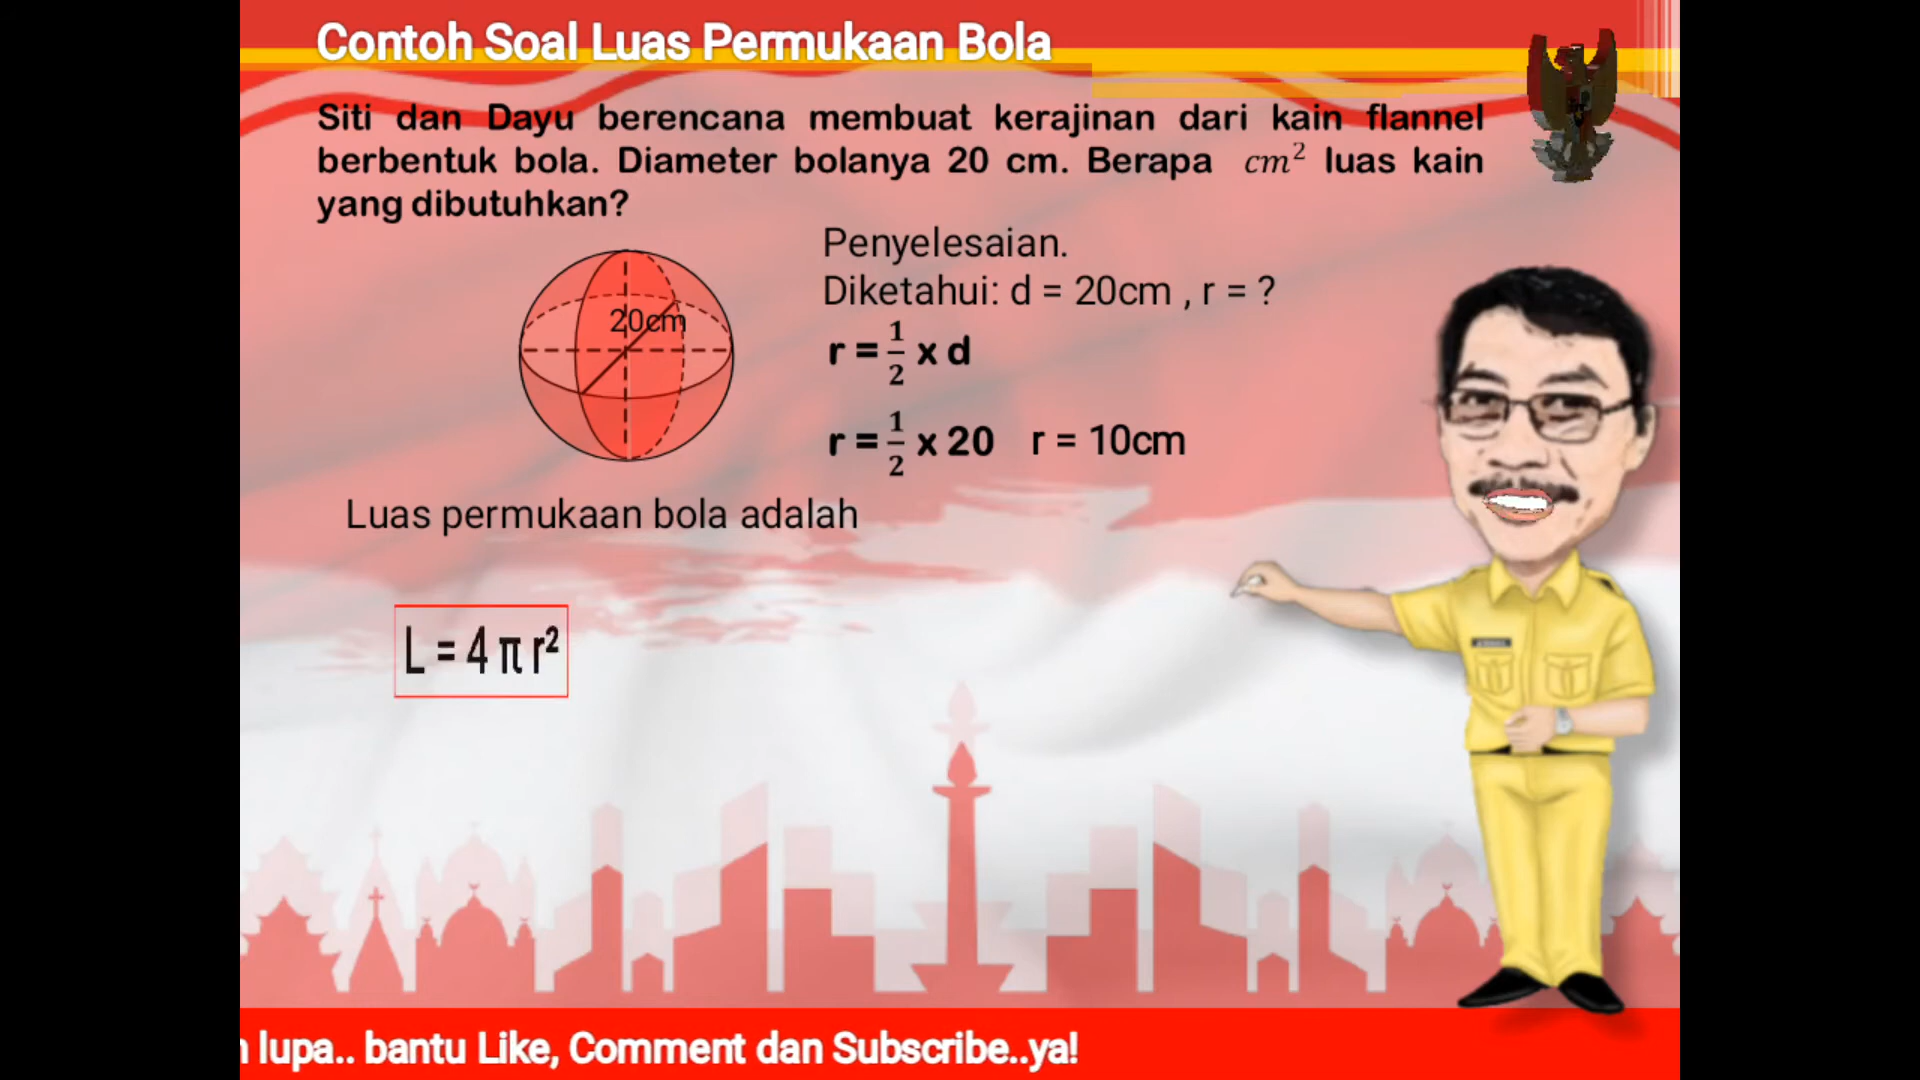 Contoh Soal Luas Permukaan Bola
Siti dan Dayu berencana membuat kerajinan dari kain flannel
berbentuk bola. Diameter bolanya 20 cm. Berapa cm² luas kain
yang dibutuhkan?
Penyelesaian.
Diketahui: d = 20cm , r = ?
20cm
r = 1/2 x d
r = 1/2 x 20 r = 10cm
Luas permukaan bola adalah
L = 4 π r²
lupa.. bantu Like, Comment dan Subscribe..ya!